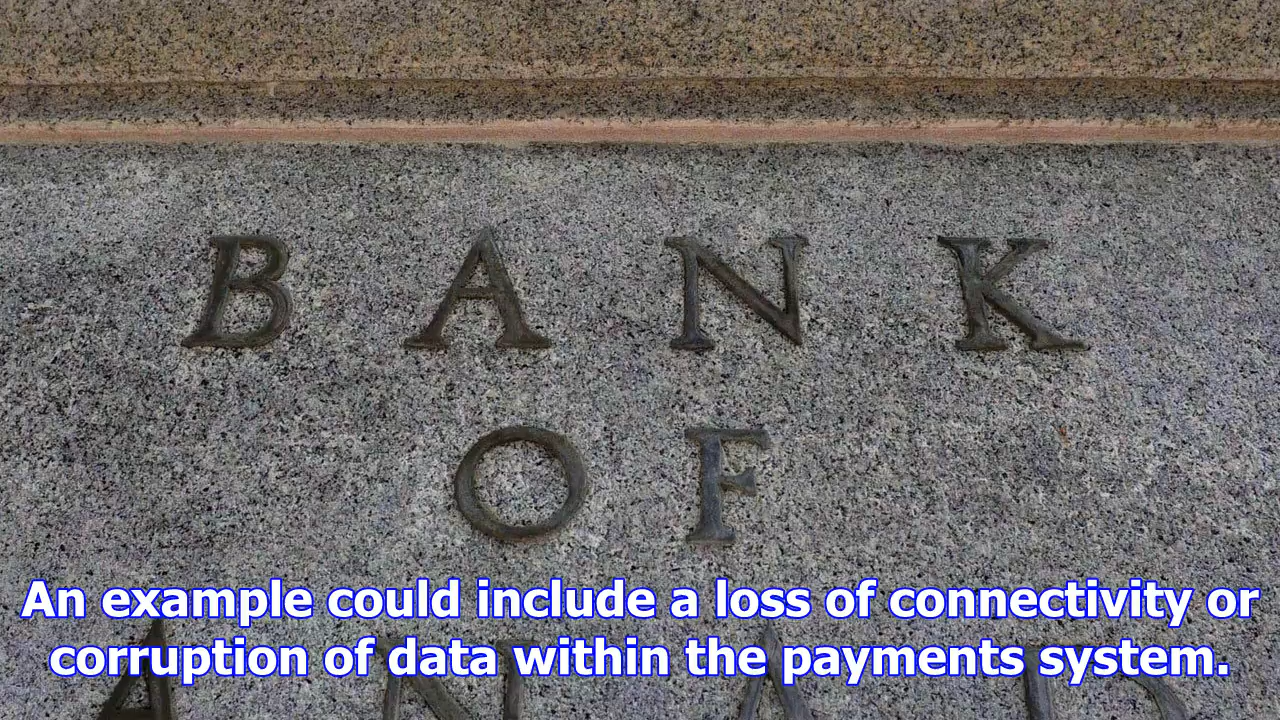 BANK
OF
An example could include a loss of connectivity or
corruption of data within the payments system.